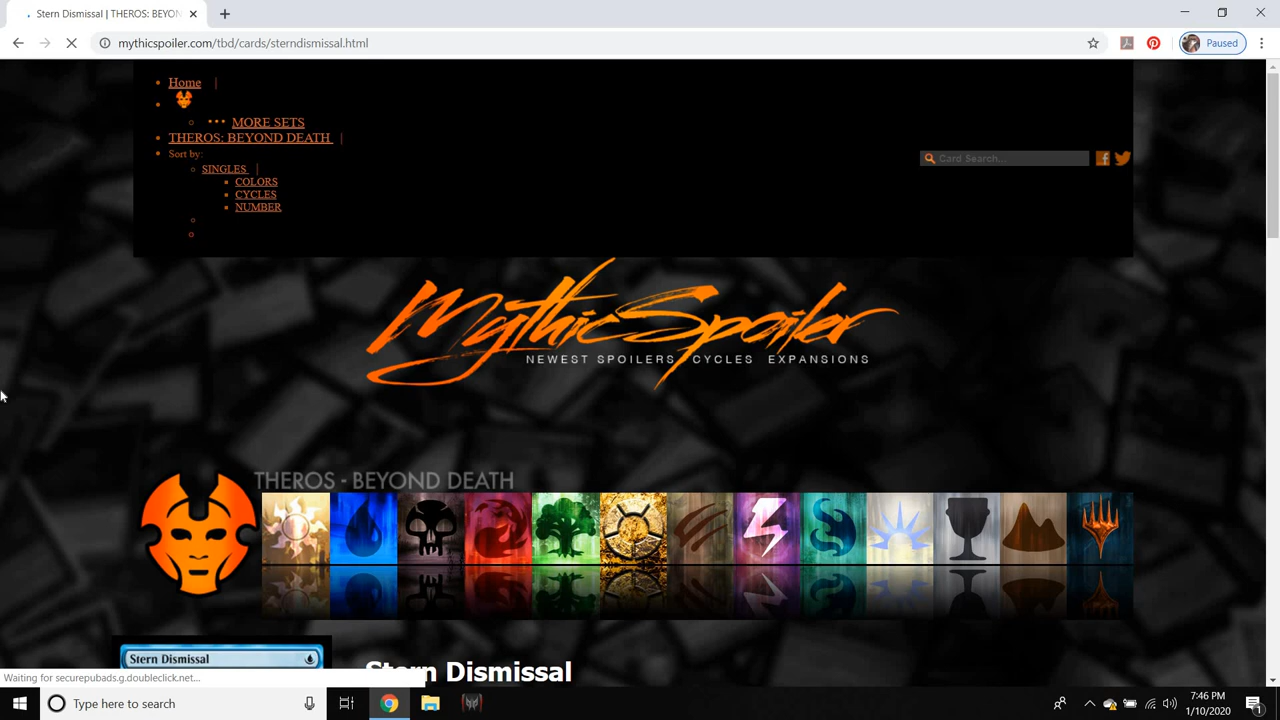 Stern Dismissal | THEROS: BEYON
mythicspoiler.com/tbd/cards/sterndismissal.html
Paused
Home |
••• MORE SETS
THEROS: BEYOND DEATH |
Sort by:
SINGLES |
COLORS
CYCLES
NUMBER
Card Search...
MythicSpoiler
NEWEST SPOILERS CYCLES EXPANSIONS
THEROS - BEYOND DEATH
Stern Dismissal
Stern Dismissal
Waiting for securepubads.g.doubleclick.net...
Type here to search
7:46 PM
1/10/2020
1